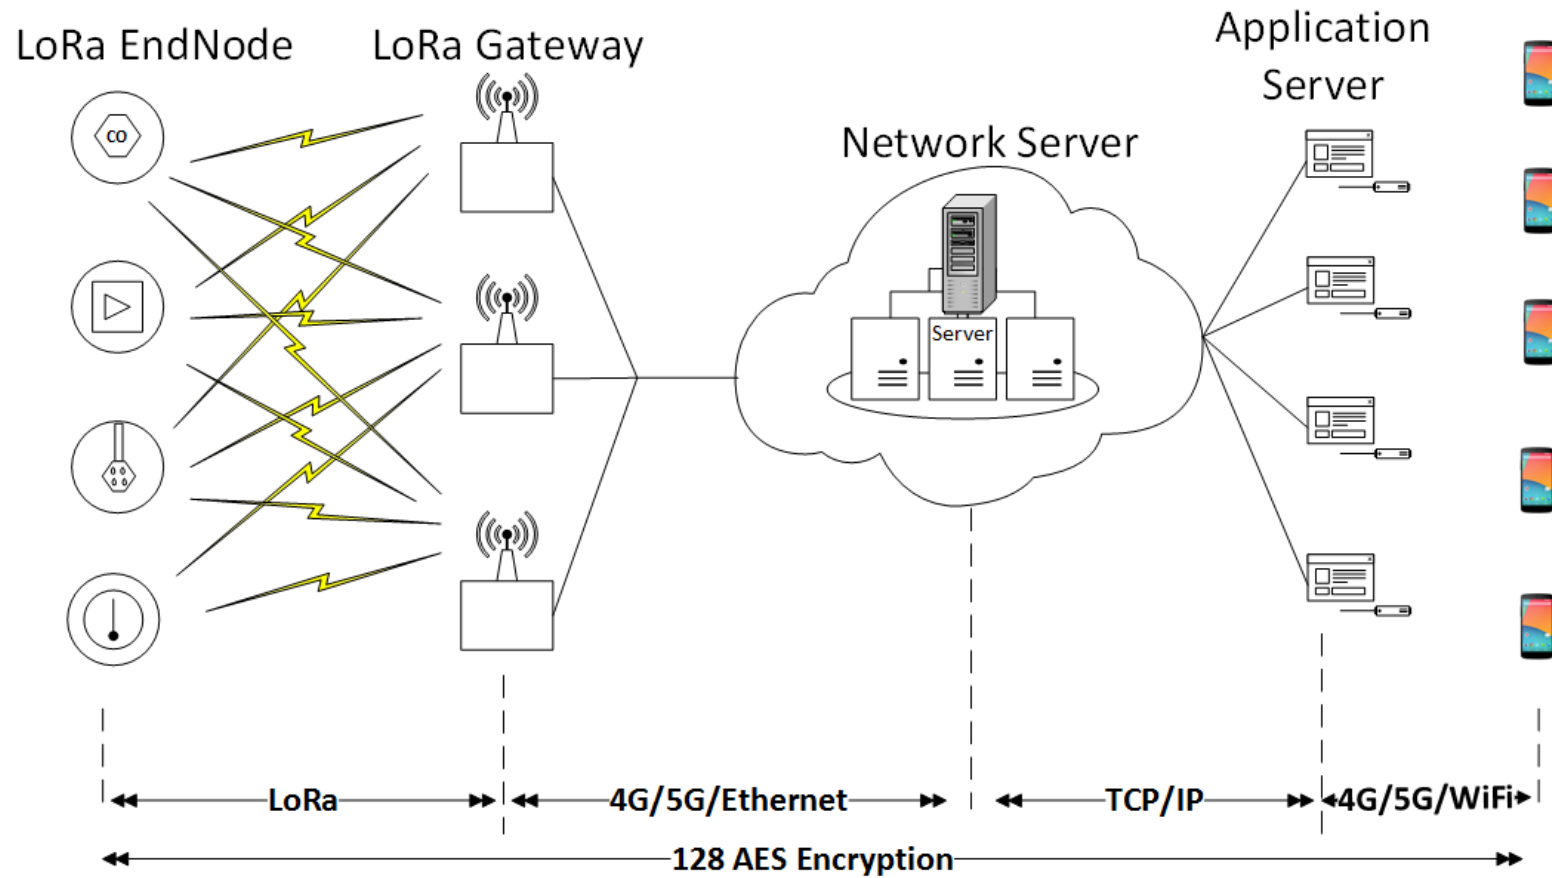 LoRa EndNode
LoRa Gateway
Application
Server
Network Server
CO
Server
LoRa
4G/5G/Ethernet
TCP/IP
4G/5G/WiFi
128 AES Encryption